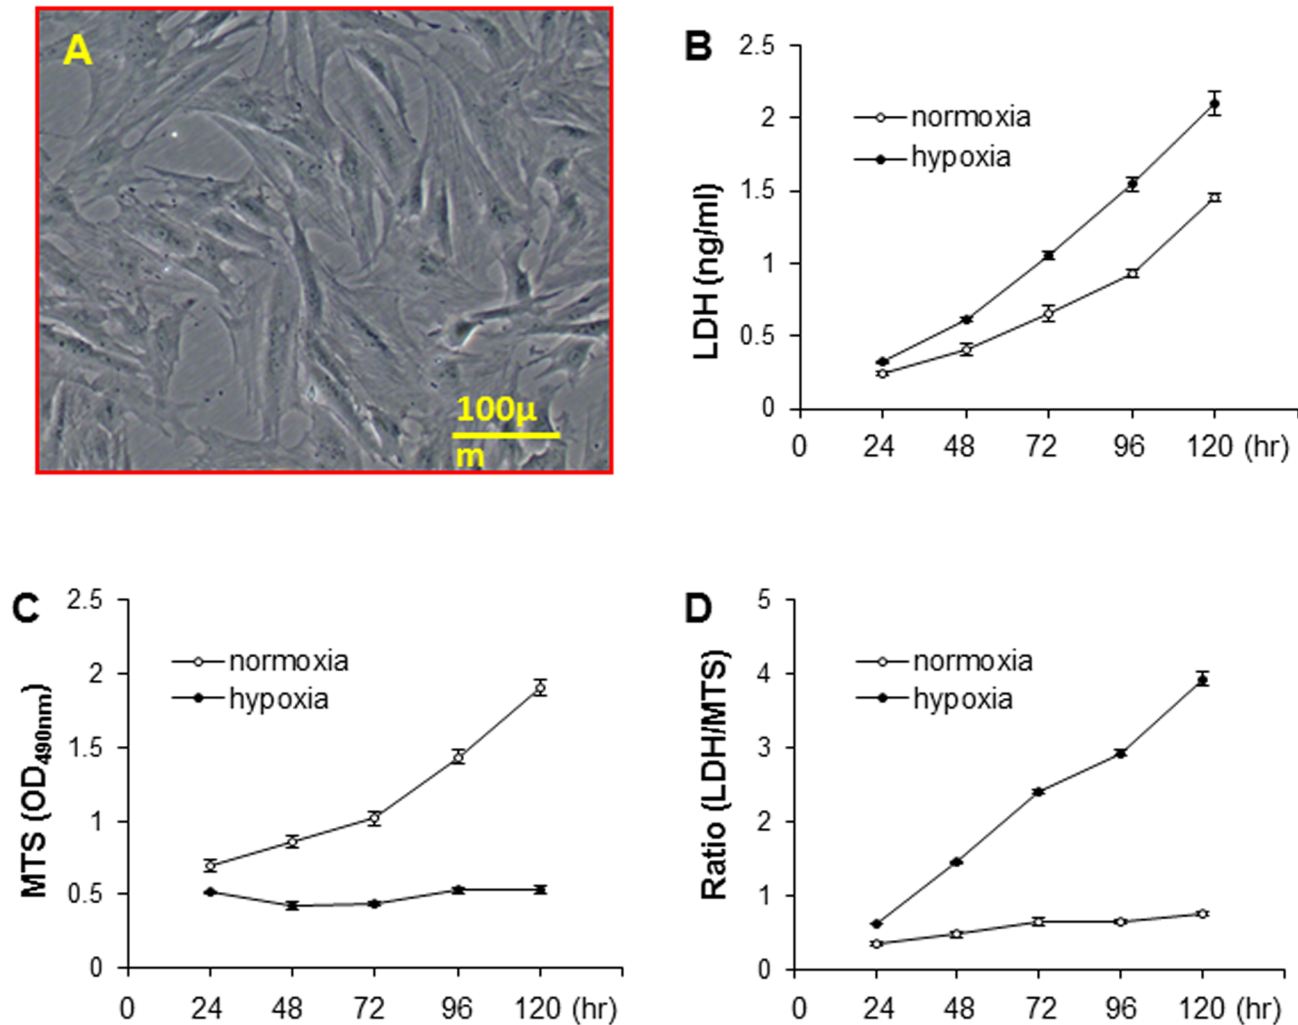 A
100µ
m
B
2.5
2
1.5
1
0.5
0
LDH (ng/ml)
normoxia
hypoxia
0 24 48 72 96 120 (hr)
C
2.5
2
1.5
1
0.5
0
MTS (OD490nm)
normoxia
hypoxia
0 24 48 72 96 120 (hr)
D
5
4
3
2
1
0
Ratio (LDH/MTS)
normoxia
hypoxia
0 24 48 72 96 120 (hr)